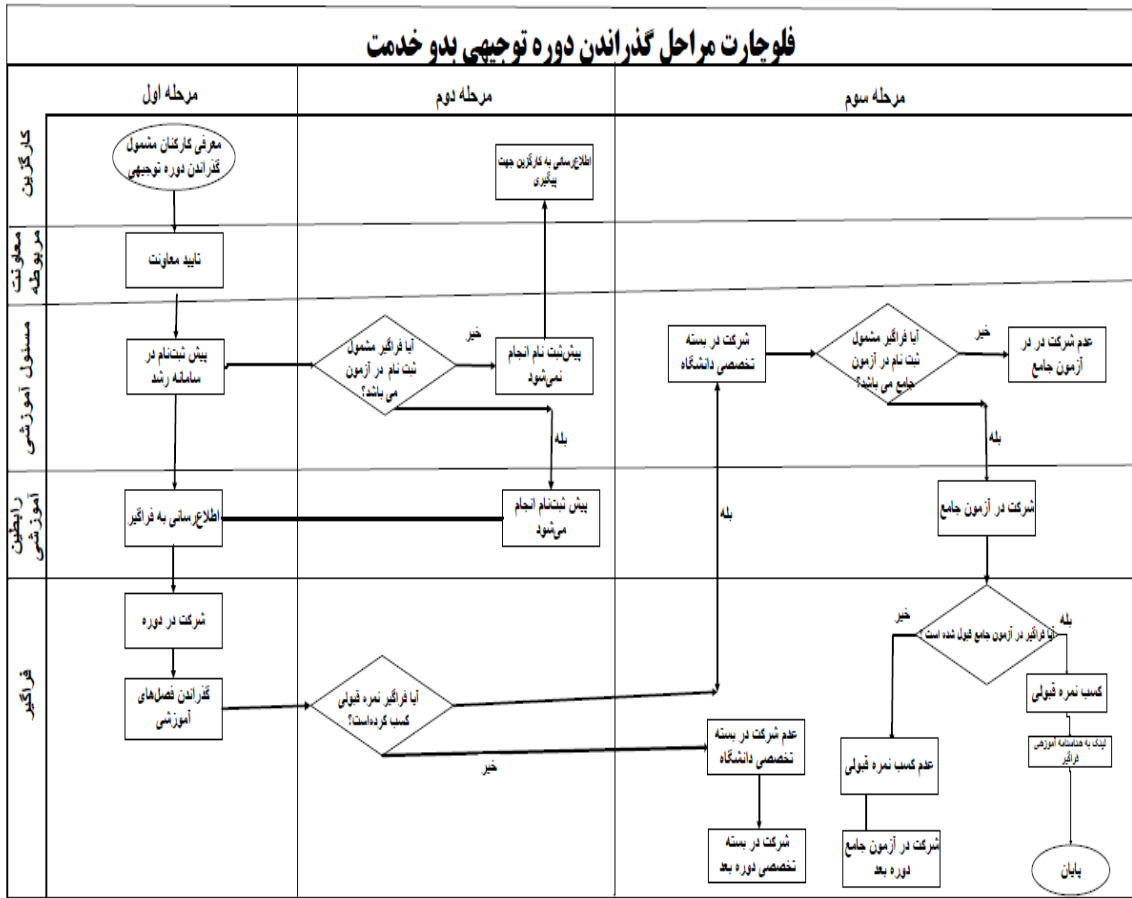 فلوچارت مراحل گذراندن دوره توجیهی بدو خدمت
مرحله اول
مرحله دوم
مرحله سوم
کارگزین
معرفی کارکنان مشمول
گذراندن دوره توجیهی
اطلاع‌رسانی به کارگزین جهت
پیگیری
معاونت
مربوطه
تایید معاونت
مسئول آموزشی
پیش ثبت‌نام در
سامانه رشد
آیا فراگیر مشمول
ثبت نام در آزمون
می باشد؟
خیر
پیش‌ثبت نام انجام
نمی‌شود
بله
شرکت در بسته
تخصصی دانشگاه
آیا فراگیر مشمول
ثبت نام در آزمون
جامع می باشد؟
خیر
عدم شرکت در در
آزمون جامع
بله
رابطین
آموزشی
اطلاع‌رسانی به فراگیر
پیش ثبت‌نام انجام
می‌شود
بله
شرکت در آزمون جامع
فراگیر
شرکت در دوره
گذراندن فصل‌های
آموزشی
آیا فراگیر نمره قبولی
کسب کرده‌است؟
خیر
عدم شرکت در بسته
تخصصی دانشگاه
شرکت در بسته
تخصصی دوره بعد
آیا فراگیر در آزمون جامع قبول شده است ؟
خیر
بله
عدم کسب نمره قبولی
شرکت در آزمون جامع
دوره بعد
کسب نمره قبولی
لینک به شناسنامه آموزشی
فراگیر
پایان